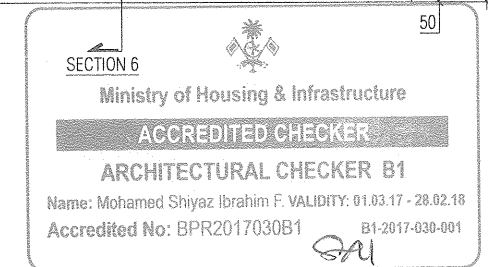 50
SECTION 6
Ministry of Housing & Infrastructure
ACCREDITED CHECKER
ARCHITECTURAL CHECKER B1
Name: Mohamed Shiyaz Ibrahim F. VALIDITY: 01.03.17 - 28.02.18
Accredited No: BPR2017030B1 B1-2017-030-001